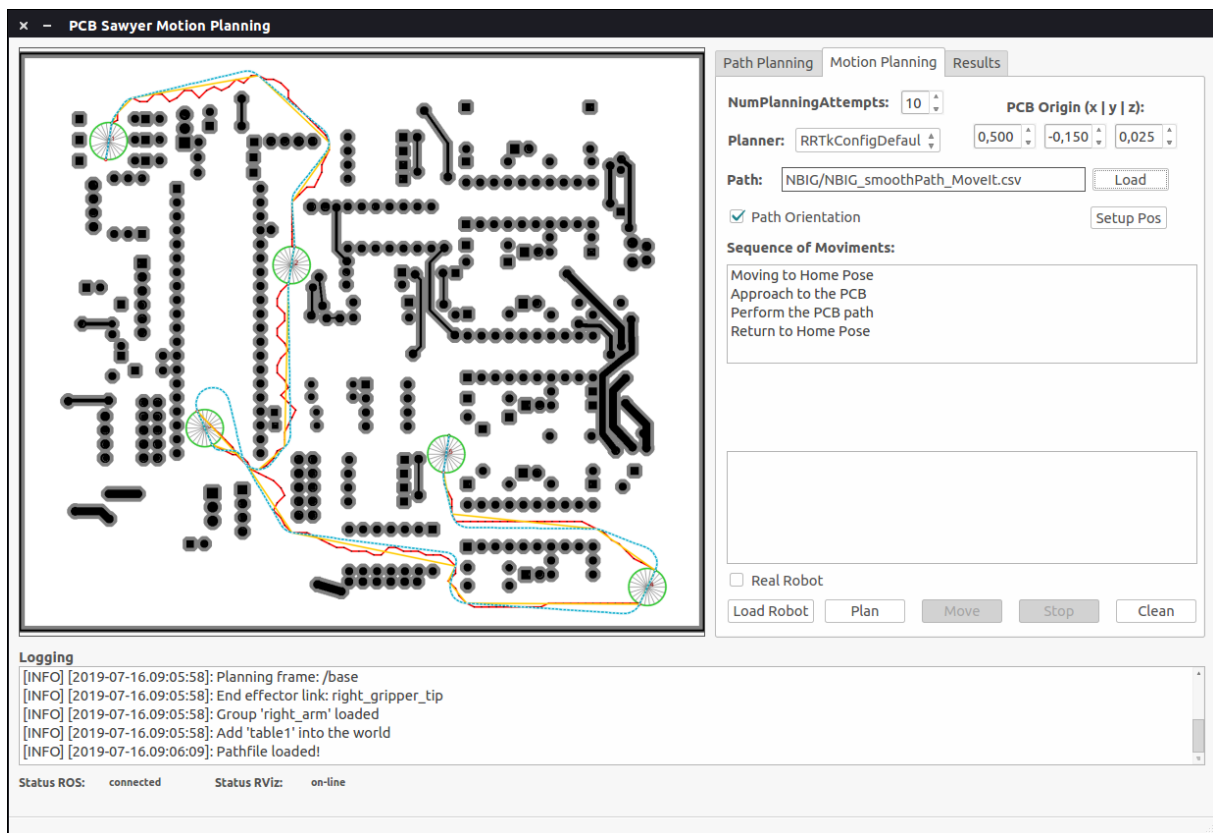 PCB Sawyer Motion Planning
Path Planning Motion Planning Results
NumPlanningAttempts: 10
PCB Origin (x | y | z):
Planner: RRTkConfigDefaul
0,500 -0,150 0,025
Path: NBIG/NBIG_smoothPath_MoveIt.csv Load
Path Orientation Setup Pos
Sequence of Moviments:
Moving to Home Pose
Approach to the PCB
Perform the PCB path
Return to Home Pose
Real Robot
Load Robot Plan Move Stop Clean
Logging
[INFO] [2019-07-16.09:05:58]: Planning frame: /base
[INFO] [2019-07-16.09:05:58]: End effector link: right_gripper_tip
[INFO] [2019-07-16.09:05:58]: Group 'right_arm' loaded
[INFO] [2019-07-16.09:05:58]: Add 'table1' into the world
[INFO] [2019-07-16.09:06:09]: Pathfile loaded!
Status ROS: connected Status RViz: on-line